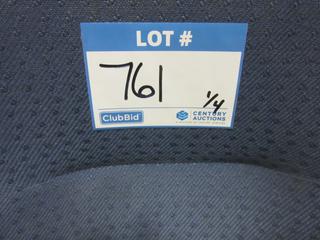 LOT #
761
1/4
ClubBid
CENTURY
AUCTIONS